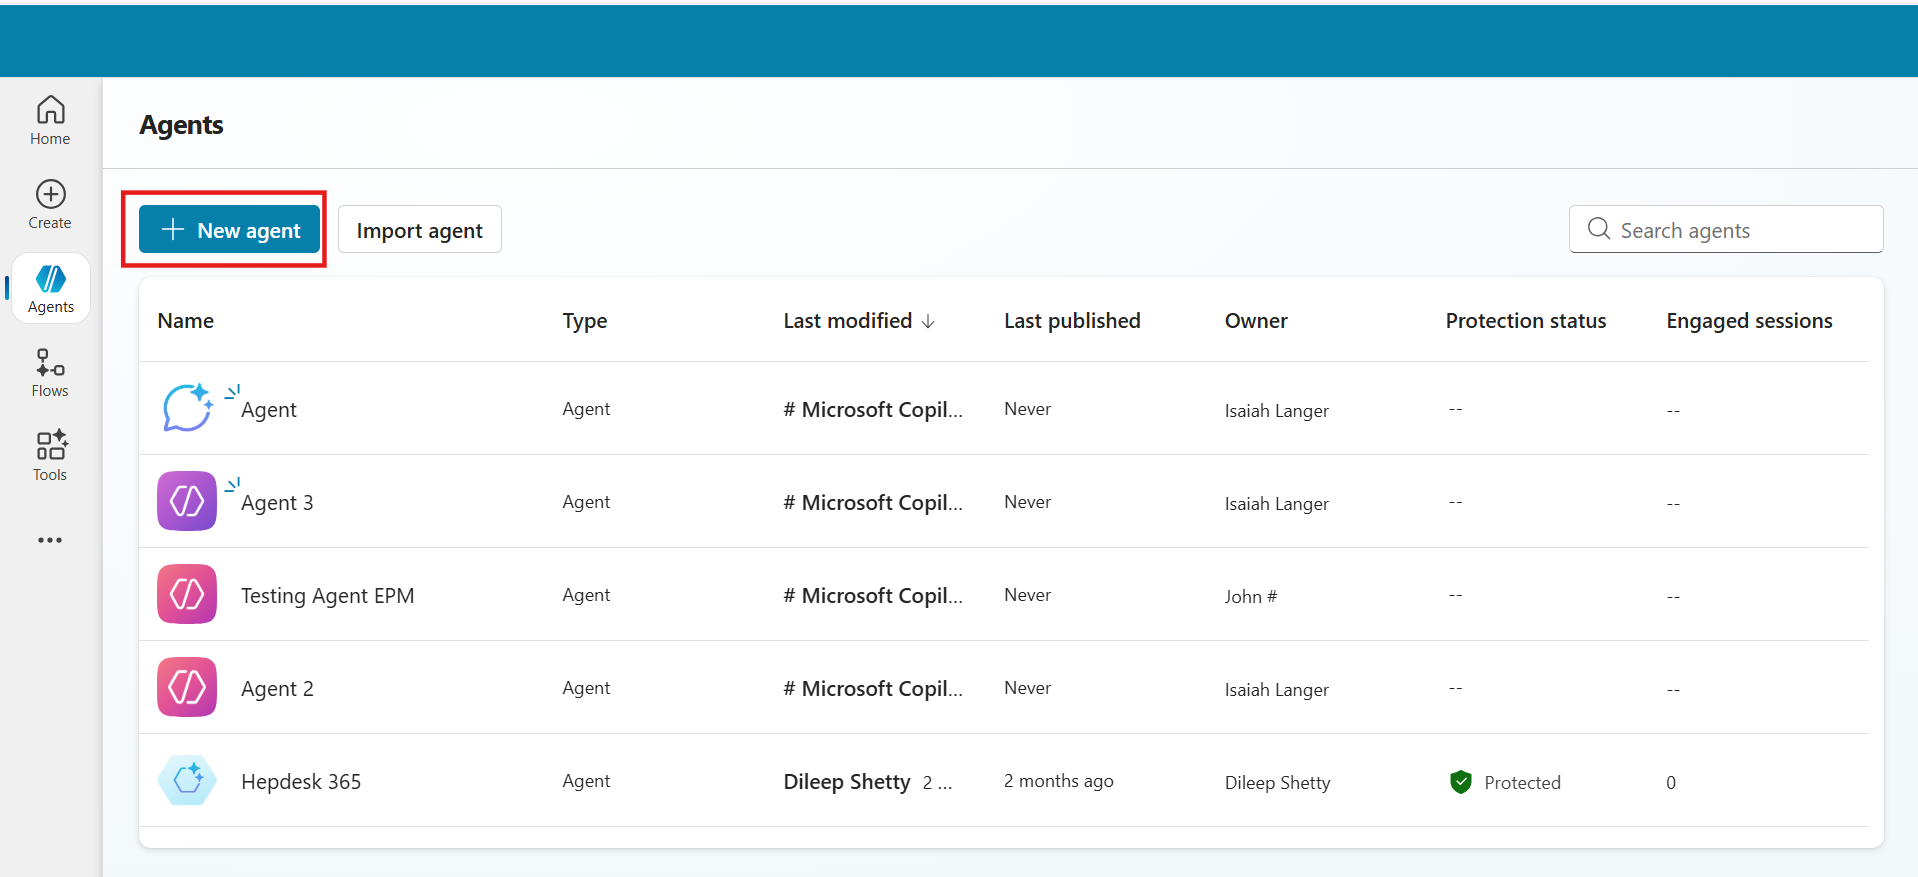 Home
Create
Agents
Flows
Tools
Agents
New agent Import agent Search agents
Name Type Last modified Last published Owner Protection status Engaged sessions
Agent Agent # Microsoft Copil... Never Isaiah Langer -- --
Agent 3 Agent # Microsoft Copil... Never Isaiah Langer -- --
Testing Agent EPM Agent # Microsoft Copil... Never John # -- --
Agent 2 Agent # Microsoft Copil... Never Isaiah Langer -- --
Hepdesk 365 Agent Dileep Shetty 2 ... 2 months ago Dileep Shetty Protected 0